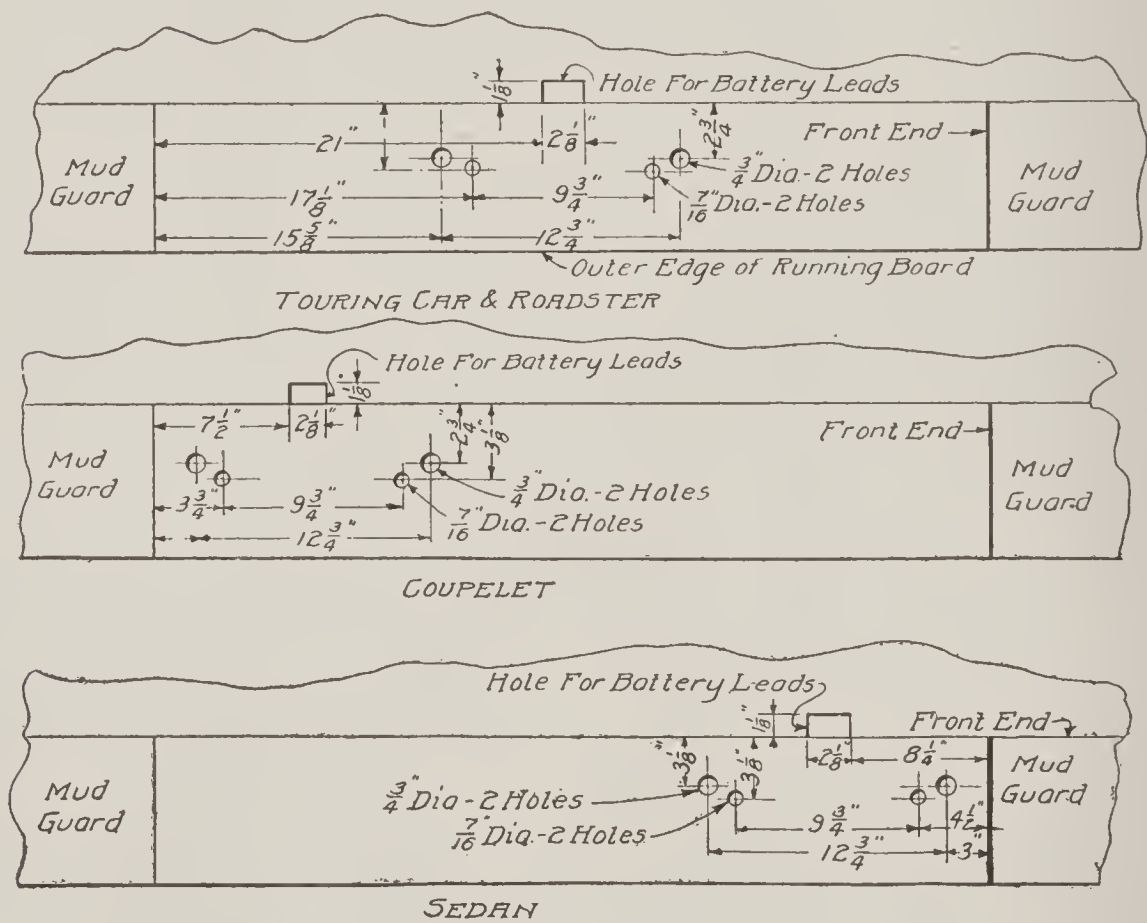 1 1/8"
Hole For Battery Leads
21"
2 1/8"
2 3/4"
Front End
Mud
Guard
3/4" Dia.-2 Holes
7/16" Dia.-2 Holes
Mud
Guard
17 1/8"
9 3/4"
15 5/8"
12 3/4"
Outer Edge of Running Board
TOURING CAR & ROADSTER
Hole For Battery Leads
1 1/8"
7 1/2"
2 1/8"
2 3/4"
3 1/8"
Front End
Mud
Guard
3/4" Dia.-2 Holes
7/16" Dia.-2 Holes
Mud
Guard
3 3/4"
9 3/4"
12 3/4"
COUPELET
Hole For Battery Leads
1 1/8"
Front End
3 1/8"
3 1/8"
2 1/8"
8 1/4"
Mud
Guard
3/4" Dia-2 Holes
7/16" Dia.-2 Holes
Mud
Guard
9 3/4"
4 1/2"
12 3/4"
3"
SEDAN